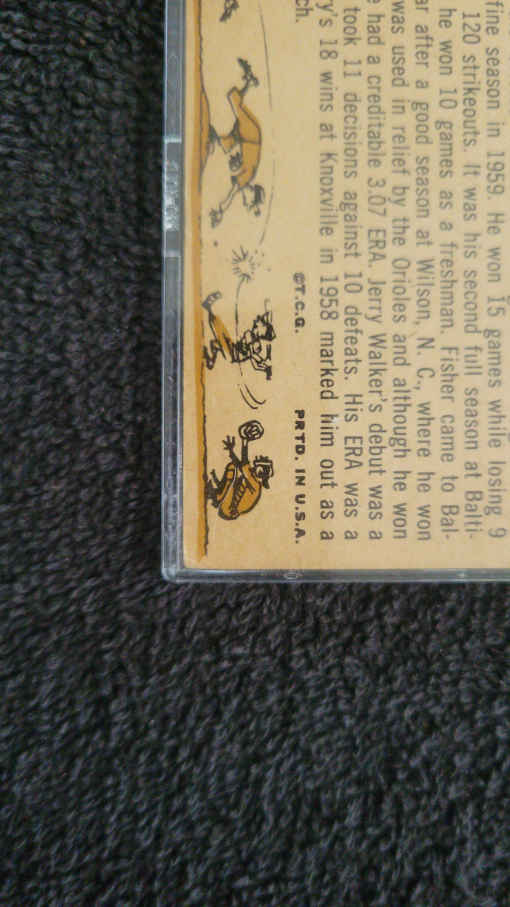 fine season in 1959. He won 15 games while losing 9
120 strikeouts. It was his second full season at Balti-
he won 10 games as a freshman. Fisher came to Bal-
ar after a good season at Wilson, N. C., where he won
was used in relief by the Orioles and although he won
e had a creditable 3.07 ERA. Jerry Walker's debut was a
took 11 decisions against 10 defeats. His ERA was a
ry's 18 wins at Knoxville in 1958 marked him out as a
ch.
©T.C.G. PRTD. IN U.S.A.